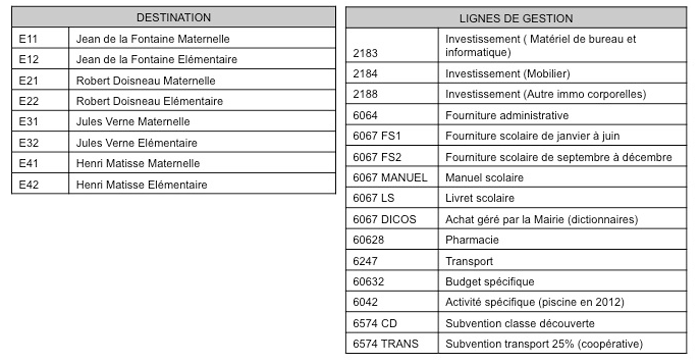 DESTINATION
E11 Jean de la Fontaine Maternelle
E12 Jean de la Fontaine Elémentaire
E21 Robert Doisneau Maternelle
E22 Robert Doisneau Elémentaire
E31 Jules Verne Maternelle
E32 Jules Verne Elémentaire
E41 Henri Matisse Maternelle
E42 Henri Matisse Elémentaire
LIGNES DE GESTION
Investissement ( Matériel de bureau et
2183 informatique)
2184 Investissement (Mobilier)
2188 Investissement (Autre immo corporelles)
6064 Fourniture administrative
6067 FS1 Fourniture scolaire de janvier à juin
6067 FS2 Fourniture scolaire de septembre à décembre
6067 MANUEL Manuel scolaire
6067 LS Livret scolaire
6067 DICOS Achat géré par la Mairie (dictionnaires)
60628 Pharmacie
6247 Transport
60632 Budget spécifique
6042 Activité spécifique (piscine en 2012)
6574 CD Subvention classe découverte
6574 TRANS Subvention transport 25% (coopérative)